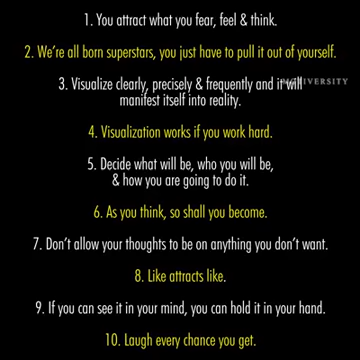 1. You attract what you fear, feel & think.
2. We're all born superstars, you just have to pull it out of yourself.
3. Visualize clearly, precisely & frequently and it will
manifest itself into reality.
4. Visualization works if you work hard.
5. Decide what will be, who you will be,
& how you are going to do it.
6. As you think, so shall you become.
7. Don't allow your thoughts to be on anything you don't want.
8. Like attracts like.
9. If you can see it in your mind, you can hold it in your hand.
10. Laugh every chance you get.